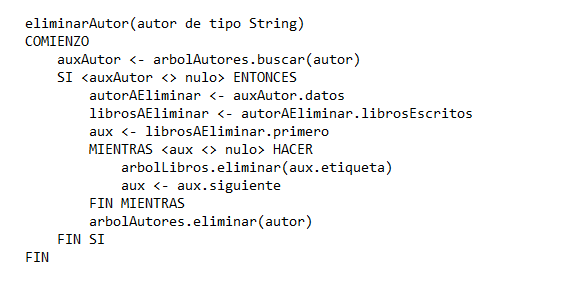 eliminarAutor(autor de tipo String)
COMIENZO
    auxAutor <- arbolAutores.buscar(autor)
    SI <auxAutor <> nulo> ENTONCES
        autorAEliminar <- auxAutor.datos
        librosAEliminar <- autorAEliminar.librosEscritos
        aux <- librosAEliminar.primero
        MIENTRAS <aux <> nulo> HACER
            arbolLibros.eliminar(aux.etiqueta)
            aux <- aux.siguiente
        FIN MIENTRAS
        arbolAutores.eliminar(autor)
    FIN SI
FIN